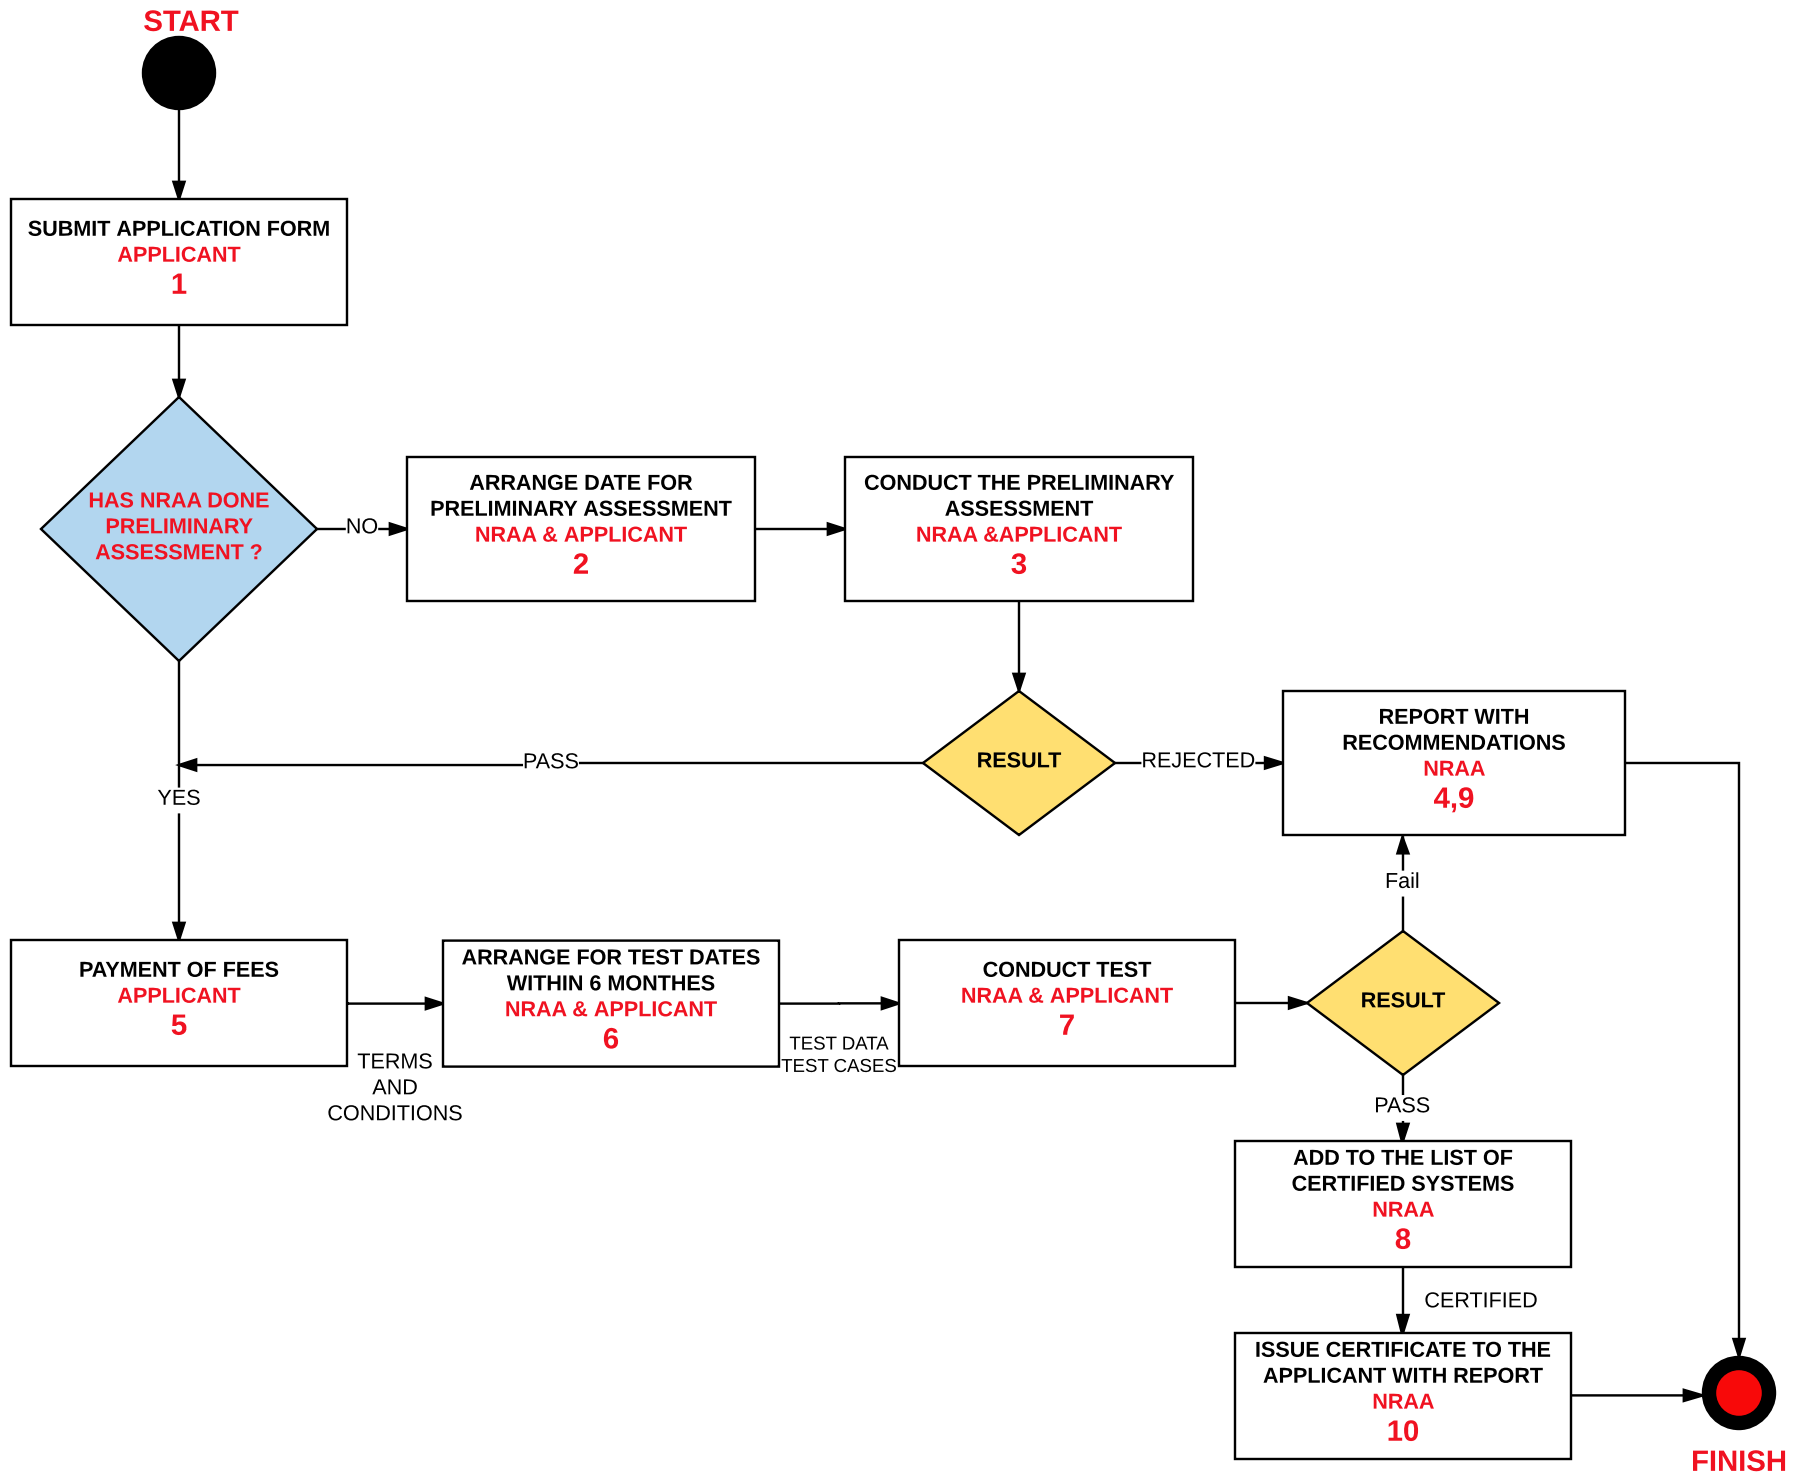 START
SUBMIT APPLICATION FORM
APPLICANT
1
HAS NRAA DONE
PRELIMINARY
ASSESSMENT ?
NO
ARRANGE DATE FOR
PRELIMINARY ASSESSMENT
NRAA & APPLICANT
2
CONDUCT THE PRELIMINARY
ASSESSMENT
NRAA &APPLICANT
3
RESULT
PASS
REJECTED
REPORT WITH
RECOMMENDATIONS
NRAA
4,9
YES
Fail
PAYMENT OF FEES
APPLICANT
5
TERMS
AND
CONDITIONS
ARRANGE FOR TEST DATES
WITHIN 6 MONTHES
NRAA & APPLICANT
6
TEST DATA
TEST CASES
CONDUCT TEST
NRAA & APPLICANT
7
RESULT
PASS
ADD TO THE LIST OF
CERTIFIED SYSTEMS
NRAA
8
CERTIFIED
ISSUE CERTIFICATE TO THE
APPLICANT WITH REPORT
NRAA
10
FINISH